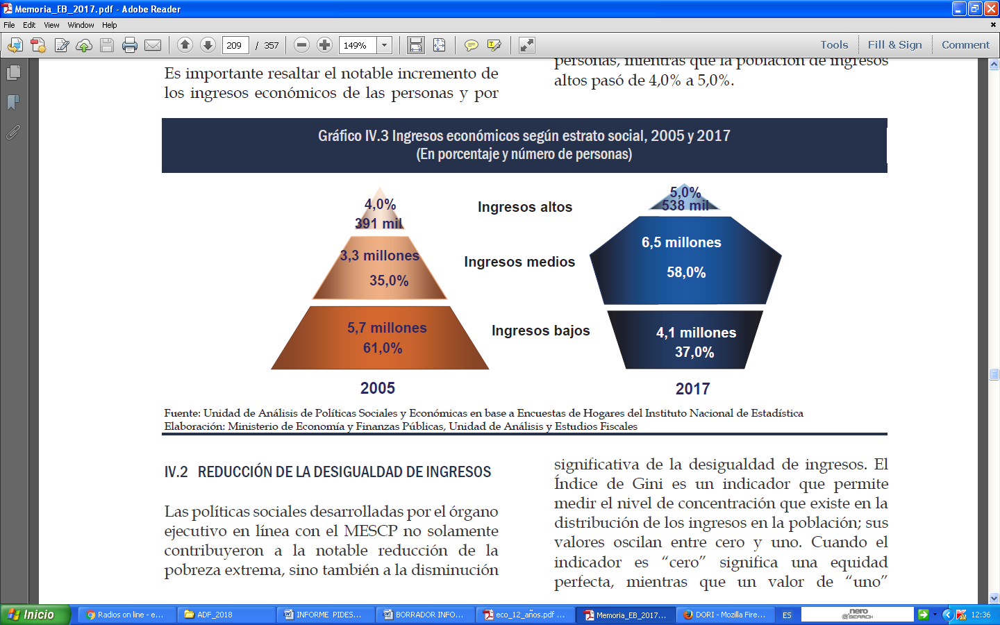 Memoria_EB_2017.pdf - Adobe Reader
File Edit View Window Help
209 / 357 149% Tools Fill & Sign Comment
Es importante resaltar el notable incremento de
los ingresos económicos de las personas y por
personas, mientras que la población de ingresos
altos pasó de 4,0% a 5,0%.
Gráfico IV.3 Ingresos económicos según estrato social, 2005 y 2017
(En porcentaje y número de personas)
4,0%
391 mil
3,3 millones
35,0%
5,7 millones
61,0%
2005
Ingresos altos
Ingresos medios
Ingresos bajos
5,0%
538 mil
6,5 millones
58,0%
4,1 millones
37,0%
2017
Fuente: Unidad de Análisis de Políticas Sociales y Económicas en base a Encuestas de Hogares del Instituto Nacional de Estadística
Elaboración: Ministerio de Economía y Finanzas Públicas, Unidad de Análisis y Estudios Fiscales
IV.2 REDUCCIÓN DE LA DESIGUALDAD DE INGRESOS
Las políticas sociales desarrolladas por el órgano
ejecutivo en línea con el MESCP no solamente
contribuyeron a la notable reducción de la
pobreza extrema, sino también a la disminución
significativa de la desigualdad de ingresos. El
Índice de Gini es un indicador que permite
medir el nivel de concentración que existe en la
distribución de los ingresos en la población; sus
valores oscilan entre cero y uno. Cuando el
indicador es “cero” significa una equidad
perfecta, mientras que un valor de “uno”
Inicio Radios on line - e... ADF_2018 INFORME PIDES... BORRADOR INFO... eco_12_años.pdf ... Memoria_EB_2017... DORI - Mozilla Fire... ES nero SEARCH 12:36